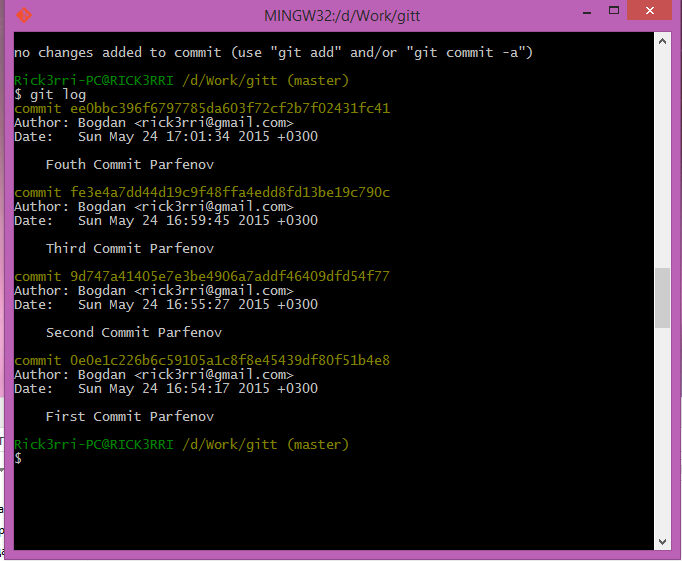 MINGW32:/d/Work/gitt
no changes added to commit (use "git add" and/or "git commit -a")
Rick3rri-PC@RICK3RRI /d/Work/gitt (master)
$ git log
commit ee0bbc396f6797785da603f72cf2b7f02431fc41
Author: Bogdan <rick3rri@gmail.com>
Date:   Sun May 24 17:01:34 2015 +0300
    Fouth Commit Parfenov
commit fe3e4a7dd44d19c9f48ffa4edd8fd13be19c790c
Author: Bogdan <rick3rri@gmail.com>
Date:   Sun May 24 16:59:45 2015 +0300
    Third Commit Parfenov
commit 9d747a41405e7e3be4906a7addf46409dfd54f77
Author: Bogdan <rick3rri@gmail.com>
Date:   Sun May 24 16:55:27 2015 +0300
    Second Commit Parfenov
commit 0e0e1c226b6c59105a1c8f8e45439df80f51b4e8
Author: Bogdan <rick3rri@gmail.com>
Date:   Sun May 24 16:54:17 2015 +0300
    First Commit Parfenov
Rick3rri-PC@RICK3RRI /d/Work/gitt (master)
$